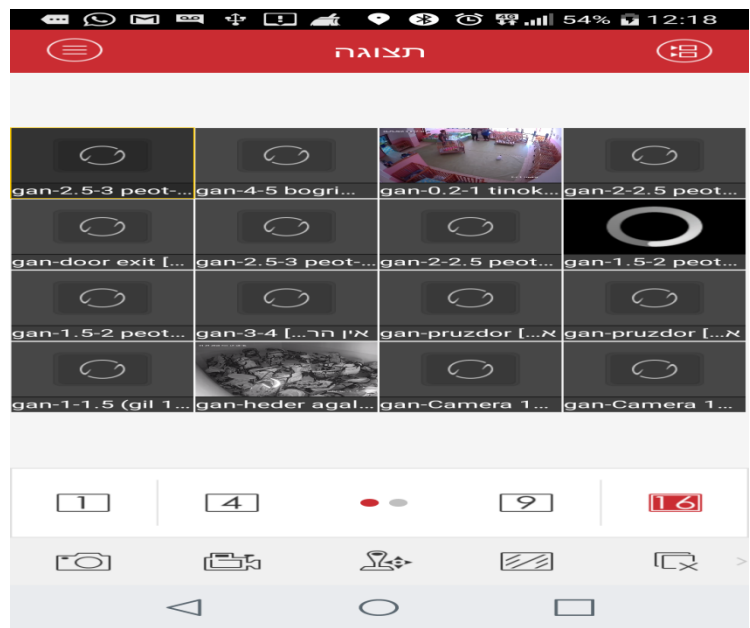 54% 12:18
תצוגה
gan-2.5-3 peot-... gan-4-5 bogri... gan-0.2-1 tinok... gan-2-2.5 peot...
gan-door exit [... gan-2.5-3 peot-... gan-2-2.5 peot... gan-1.5-2 peot...
gan-1.5-2 peot... gan-3-4 [...אין הר gan-pruzdor [...א gan-pruzdor [...א
gan-1-1.5 (gil 1... gan-heder agal... gan-Camera 1... gan-Camera 1...
1 4 9 16